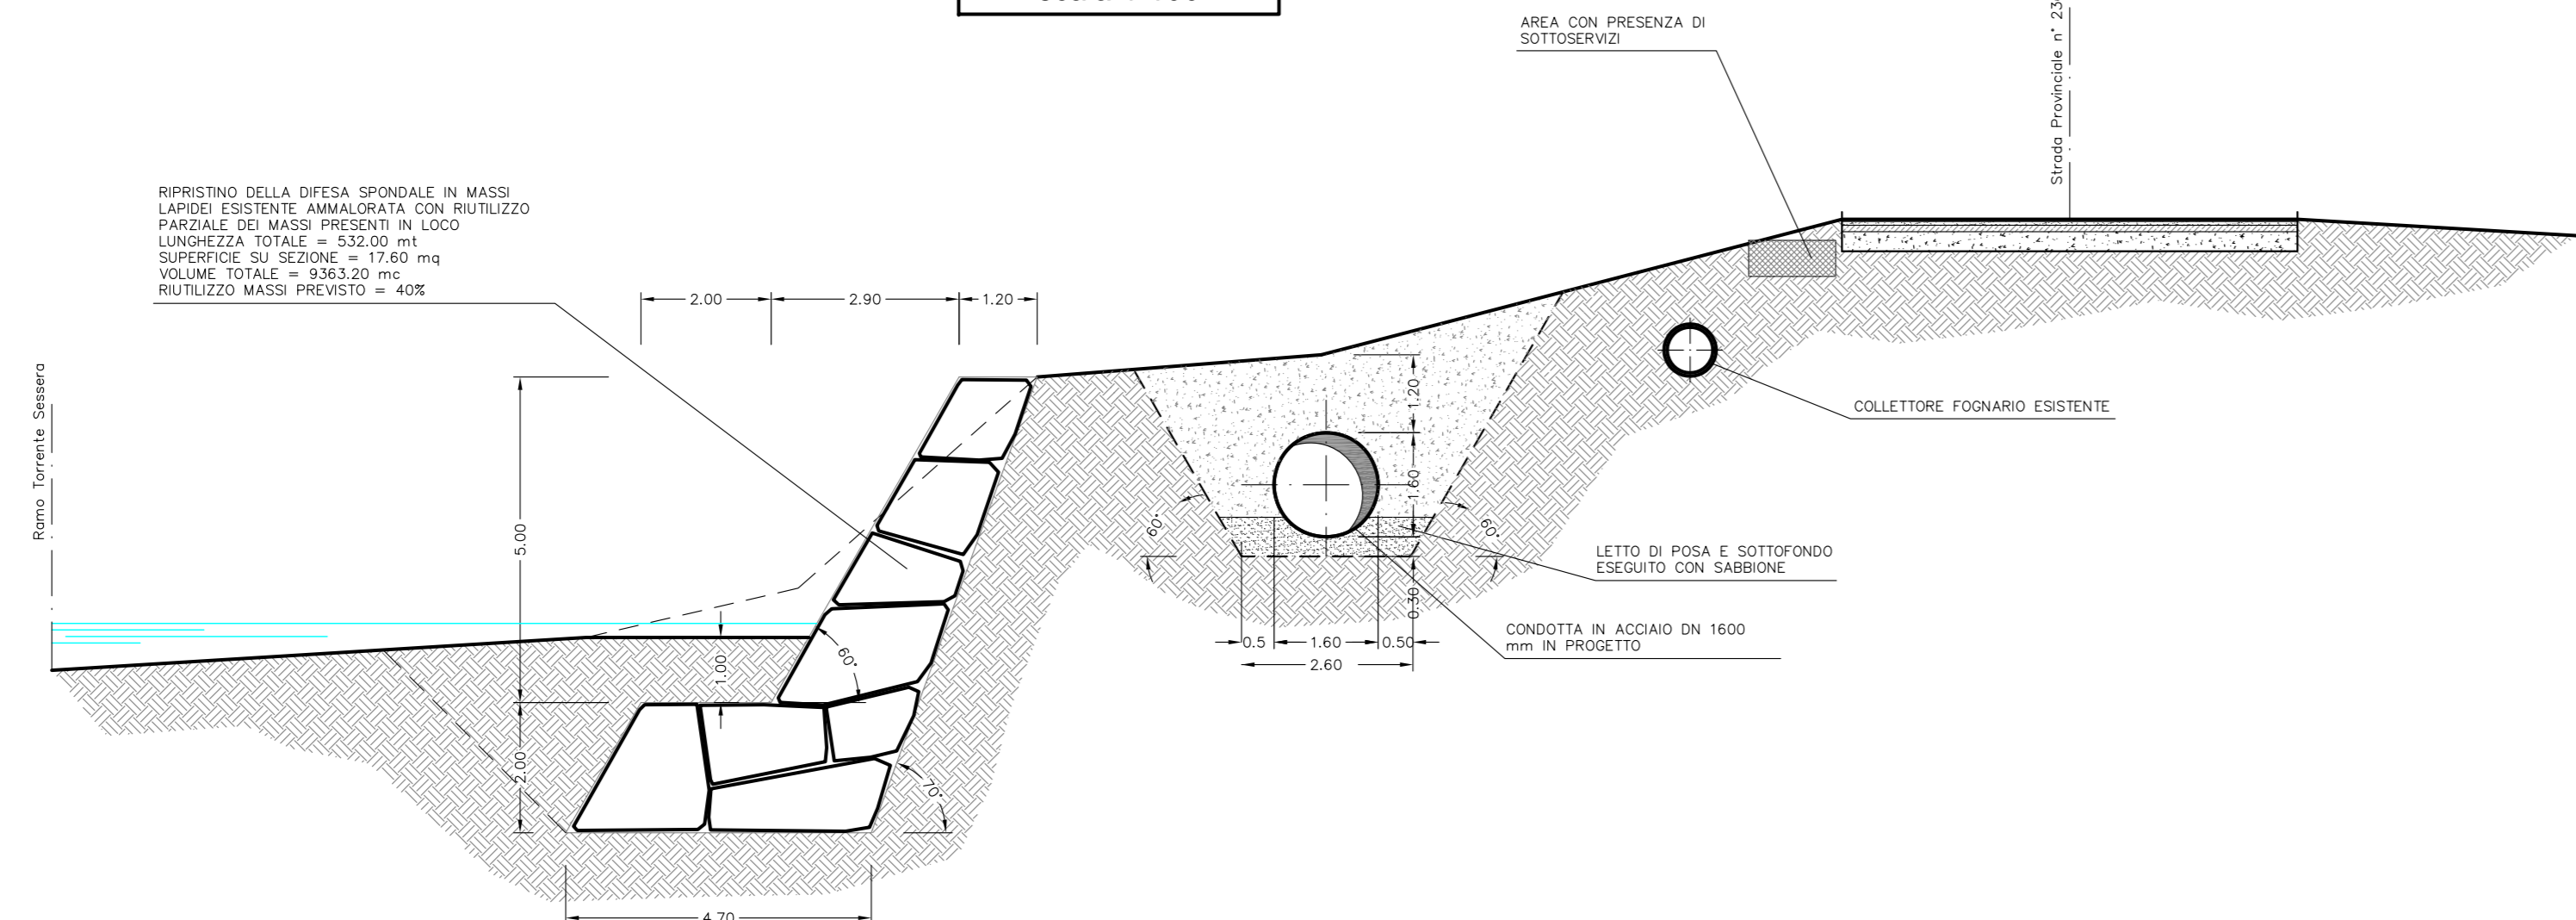 AREA CON PRESENZA DI
SOTTOSERVIZI
Strada Provinciale n°
RIPRISTINO DELLA DIFESA SPONDALE IN MASSI
LAPIDEI ESISTENTE AMMALORATA CON RIUTILIZZO
PARZIALE DEI MASSI PRESENTI IN LOCO
LUNGHEZZA TOTALE = 532.00 mt
SUPERFICIE SU SEZIONE = 17.60 mq
VOLUME TOTALE = 9363.20 mc
RIUTILIZZO MASSI PREVISTO = 40%
2.00
2.90
1.20
Ramo Torrente Sessera
5.00
1.00
2.00
60°
70°
4.70
1.20
1.60
0.30
60°
60°
0.5
1.60
0.50
2.60
COLLETTORE FOGNARIO ESISTENTE
LETTO DI POSA E SOTTOFONDO
ESEGUITO CON SABBIONE
CONDOTTA IN ACCIAIO DN 1600
mm IN PROGETTO